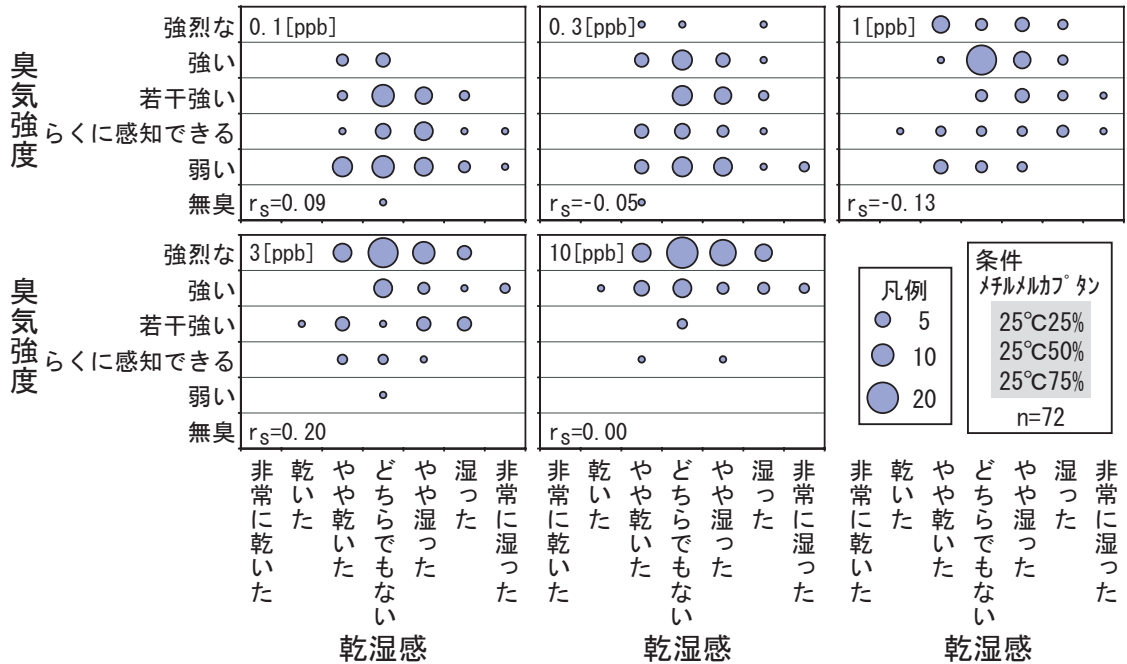 臭気強度
強烈な
強い
若干強い
らくに感知できる
弱い
無臭
0.1[ppb]
rS=0.09
0.3[ppb]
rS=-0.05
1[ppb]
rS=-0.13
臭気強度
強烈な
強い
若干強い
らくに感知できる
弱い
無臭
3[ppb]
rS=0.20
10[ppb]
rS=0.00
凡例
5
10
20
条件
ﾒﾁﾙﾒﾙｶﾌﾟﾀﾝ
25℃25%
25℃50%
25℃75%
n=72
非常に乾いた
乾いた
やや乾いた
どちらでもない
やや湿った
湿った
非常に湿った
乾湿感
非常に乾いた
乾いた
やや乾いた
どちらでもない
やや湿った
湿った
非常に湿った
乾湿感
非常に乾いた
乾いた
やや乾いた
どちらでもない
やや湿った
湿った
非常に湿った
乾湿感